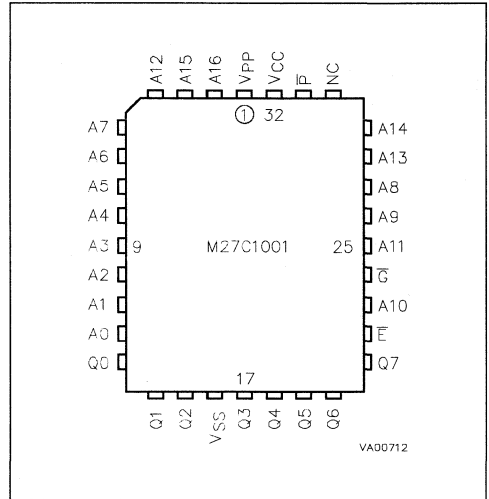 A12 A15 A16 VPP VCC P̅ NC
1 32
A7 A14
A6 A13
A5 A8
A4 A9
A3 9 M27C1001 25 A11
A2 G̅
A1 A10
A0 E̅
Q0 Q7
17
Q1 Q2 VSS Q3 Q4 Q5 Q6
VA00712